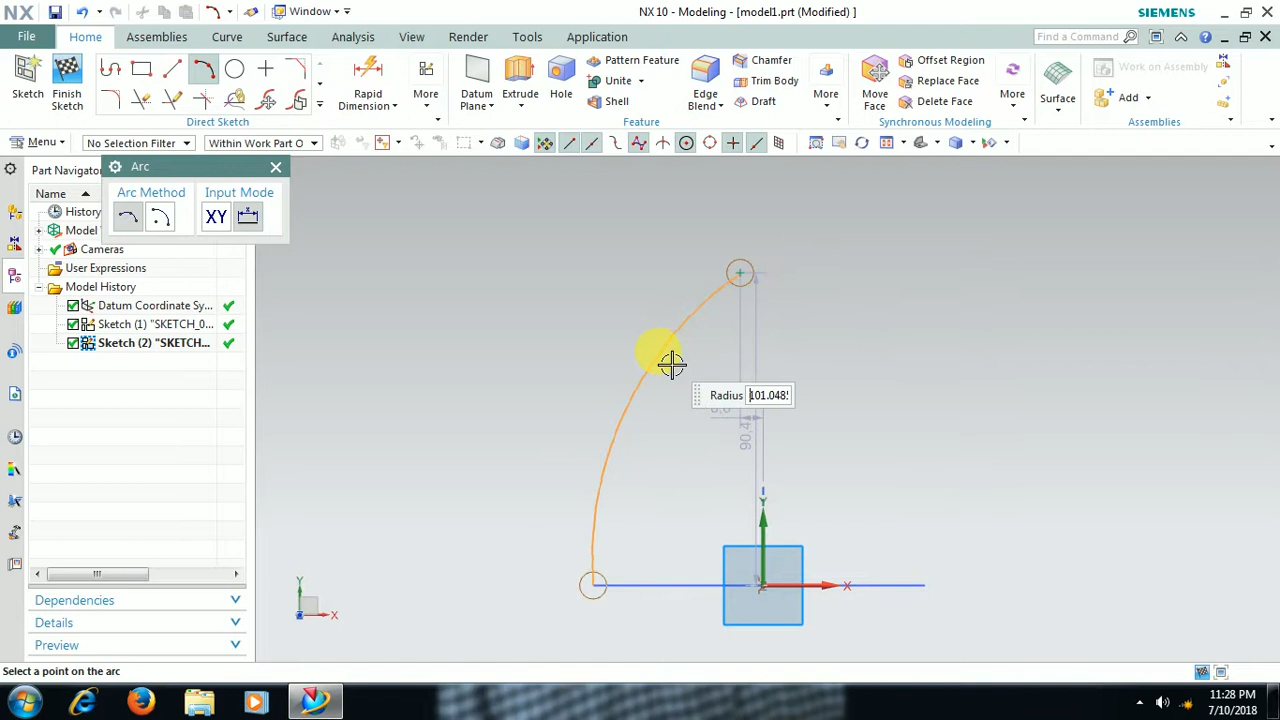 NX
Window
NX 10 - Modeling - [model1.prt (Modified) ]
SIEMENS
File
Home
Assemblies
Curve
Surface
Analysis
View
Render
Tools
Application
Find a Command
Sketch
Finish Sketch
Rapid Dimension
More
Direct Sketch
Datum Plane
Extrude
Hole
Pattern Feature
Unite
Shell
Edge Blend
Chamfer
Trim Body
Draft
More
Feature
Move Face
Offset Region
Replace Face
Delete Face
More
Synchronous Modeling
Surface
Work on Assembly
Add
Assemblies
Menu
No Selection Filter
Within Work Part O
Part Navigato
Arc
Name
Arc Method
Input Mode
XY
History
Model
Cameras
User Expressions
Model History
Datum Coordinate Sy...
Sketch (1) "SKETCH_0...
Sketch (2) "SKETCH...
Radius 101.048
90,4
Y
X
Y
X
Dependencies
Details
Preview
Select a point on the arc
11:28 PM
7/10/2018